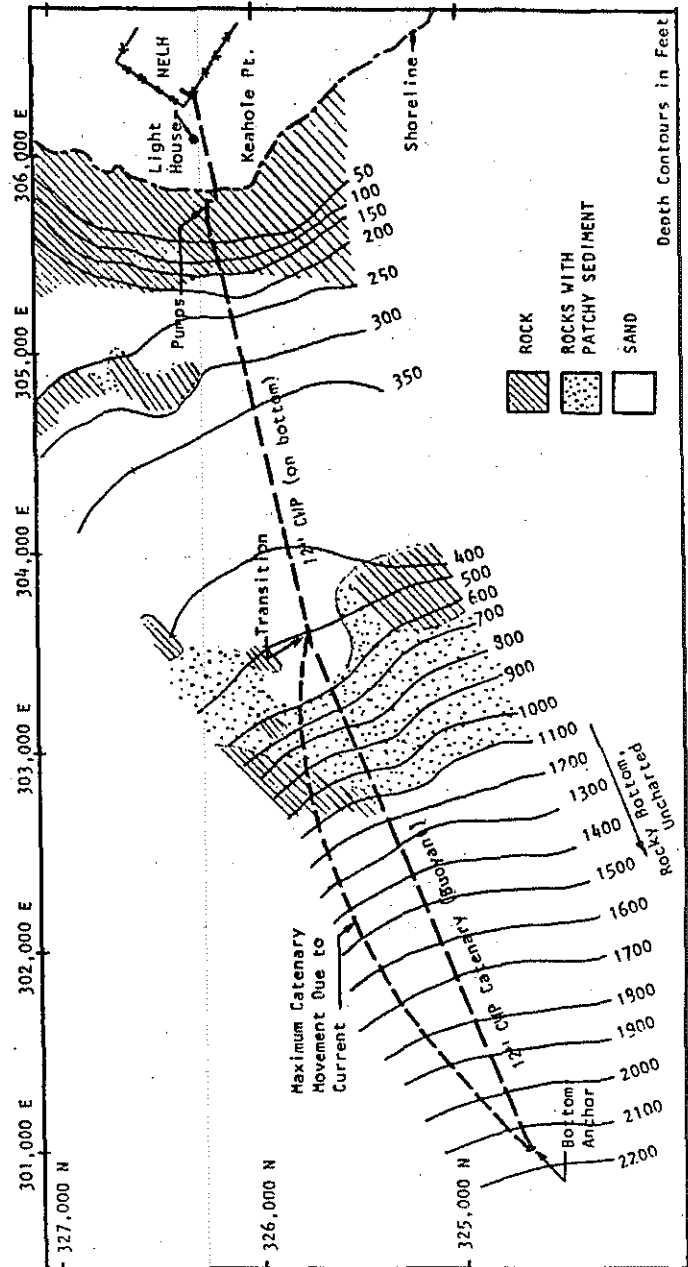 301,000 E
302,000 E
303,000 E
304,000 E
305,000 E
306,000 E
327,000 N
326,000 N
325,000 N
NELH
Light
House
Keahole Pt.
Shoreline
Pumps
50
100
150
200
250
300
350
12" CWP (on bottom)
Transition
400
500
600
700
800
900
1000
1100
1200
1300
1400
1500
1600
1700
1800
1900
2000
2100
2200
Rocky Bottom,
Uncharted
Maximum Catenary
Movement Due to
Current
12" CWP Catenary (Buoyant)
Bottom
Anchor
ROCK
ROCKS WITH
PATCHY SEDIMENT
SAND
Depth Contours in Feet